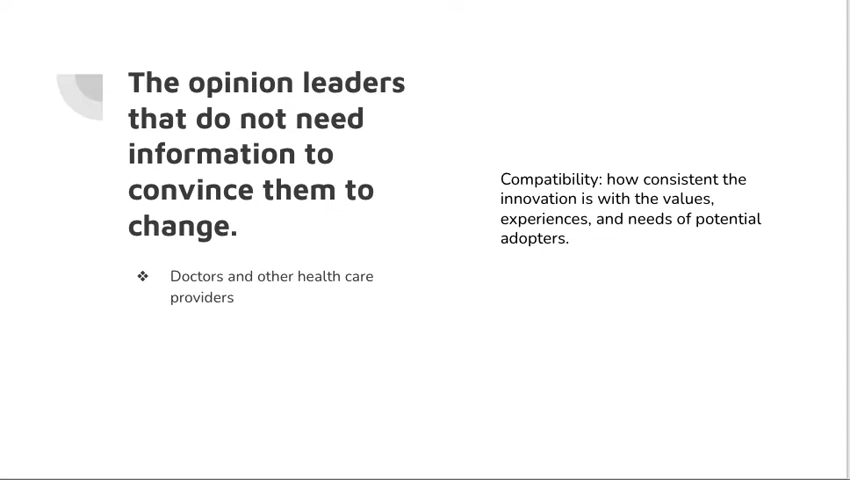 The opinion leaders
that do not need
information to
convince them to
change.
❖ Doctors and other health care
providers
Compatibility: how consistent the
innovation is with the values,
experiences, and needs of potential
adopters.